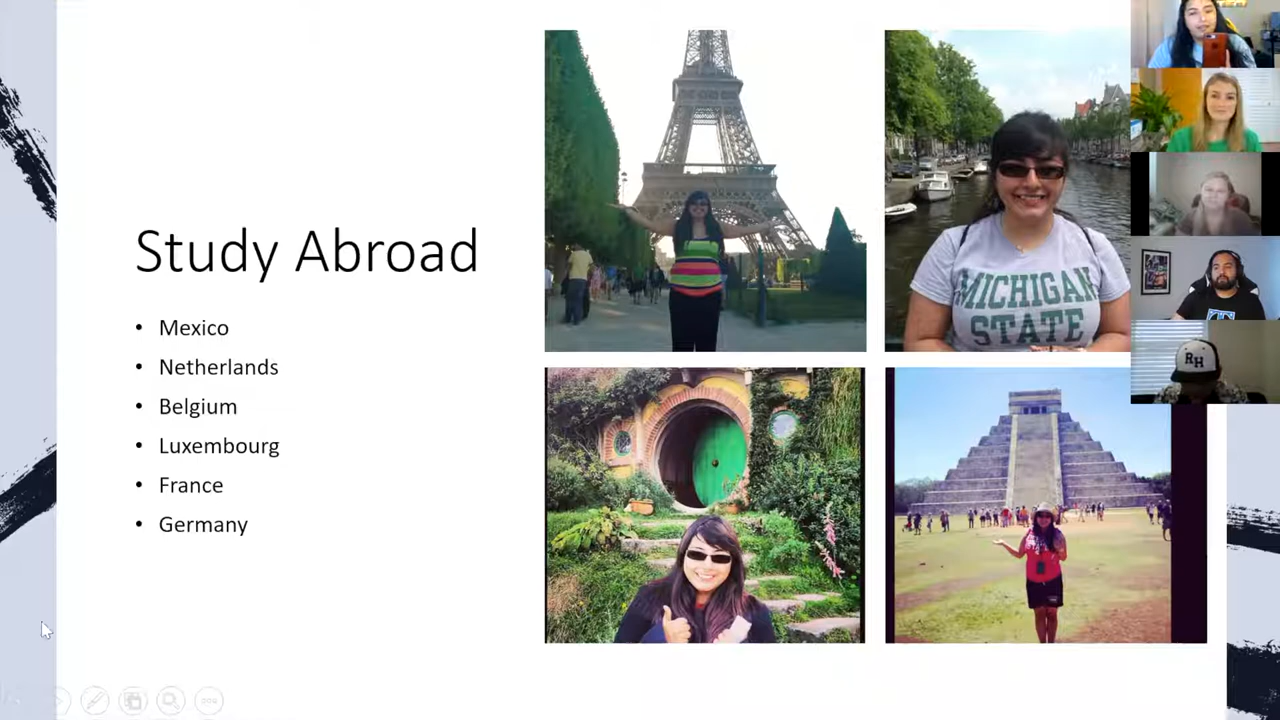 Study Abroad
• Mexico
• Netherlands
• Belgium
• Luxembourg
• France
• Germany
MICHIGAN
STATE
RH